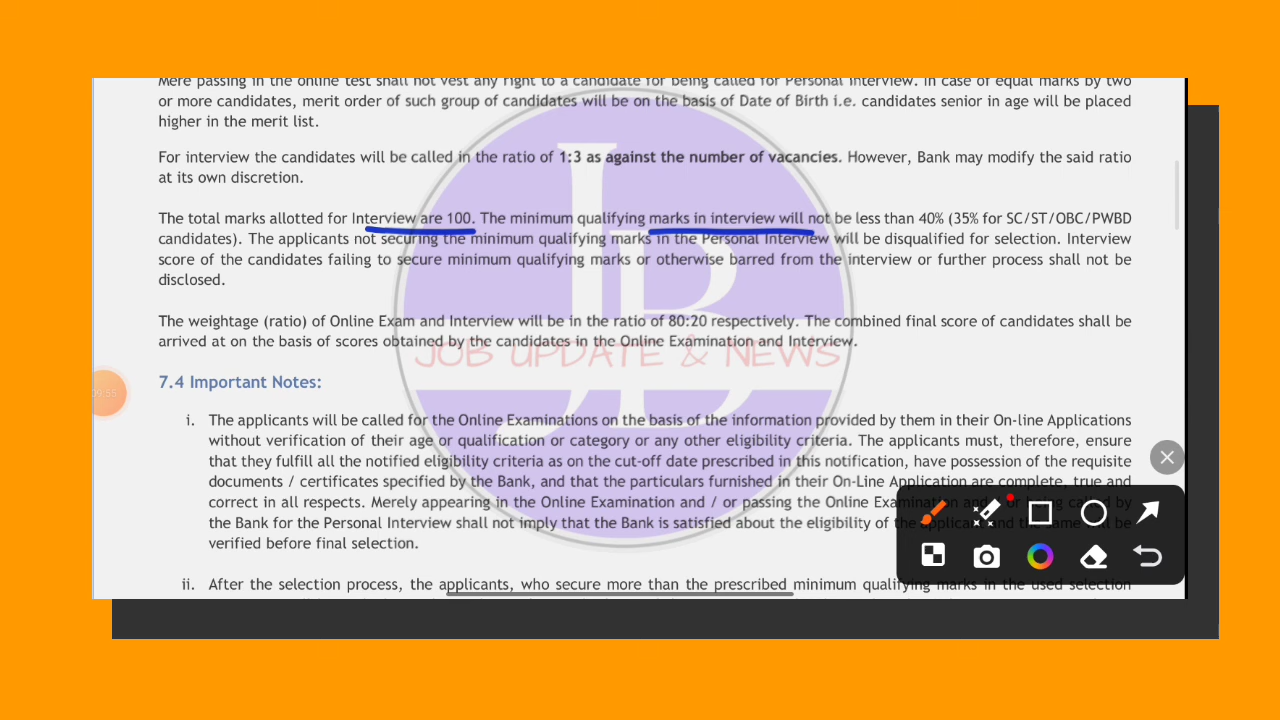 Mere passing in the online test shall not vest any right to a candidate for being called for Personal Interview. In case of equal marks by two
or more candidates, merit order of such group of candidates will be on the basis of Date of Birth i.e. candidates senior in age will be placed
higher in the merit list.
For interview the candidates will be called in the ratio of 1:3 as against the number of vacancies. However, Bank may modify the said ratio
at its own discretion.
The total marks allotted for Interview are 100. The minimum qualifying marks in interview will not be less than 40% (35% for SC/ST/OBC/PWBD
candidates). The applicants not securing the minimum qualifying marks in the Personal Interview will be disqualified for selection. Interview
score of the candidates failing to secure minimum qualifying marks or otherwise barred from the interview or further process shall not be
disclosed.
The weightage (ratio) of Online Exam and Interview will be in the ratio of 80:20 respectively. The combined final score of candidates shall be
arrived at on the basis of scores obtained by the candidates in the Online Examination and Interview.
JOB UPDATE & NEWS
JB
7.4 Important Notes:
i. The applicants will be called for the Online Examinations on the basis of the information provided by them in their On-line Applications
without verification of their age or qualification or category or any other eligibility criteria. The applicants must, therefore, ensure
that they fulfill all the notified eligibility criteria as on the cut-off date prescribed in this notification, have possession of the requisite
documents / certificates specified by the Bank, and that the particulars furnished in their On-Line Application are complete, true and
correct in all respects. Merely appearing in the Online Examination and / or passing the Online Examination and / or being called by
the Bank for the Personal Interview shall not imply that the Bank is satisfied about the eligibility of the applicant and the same will be
verified before final selection.
ii. After the selection process, the applicants, who secure more than the prescribed minimum qualifying marks in the used selection